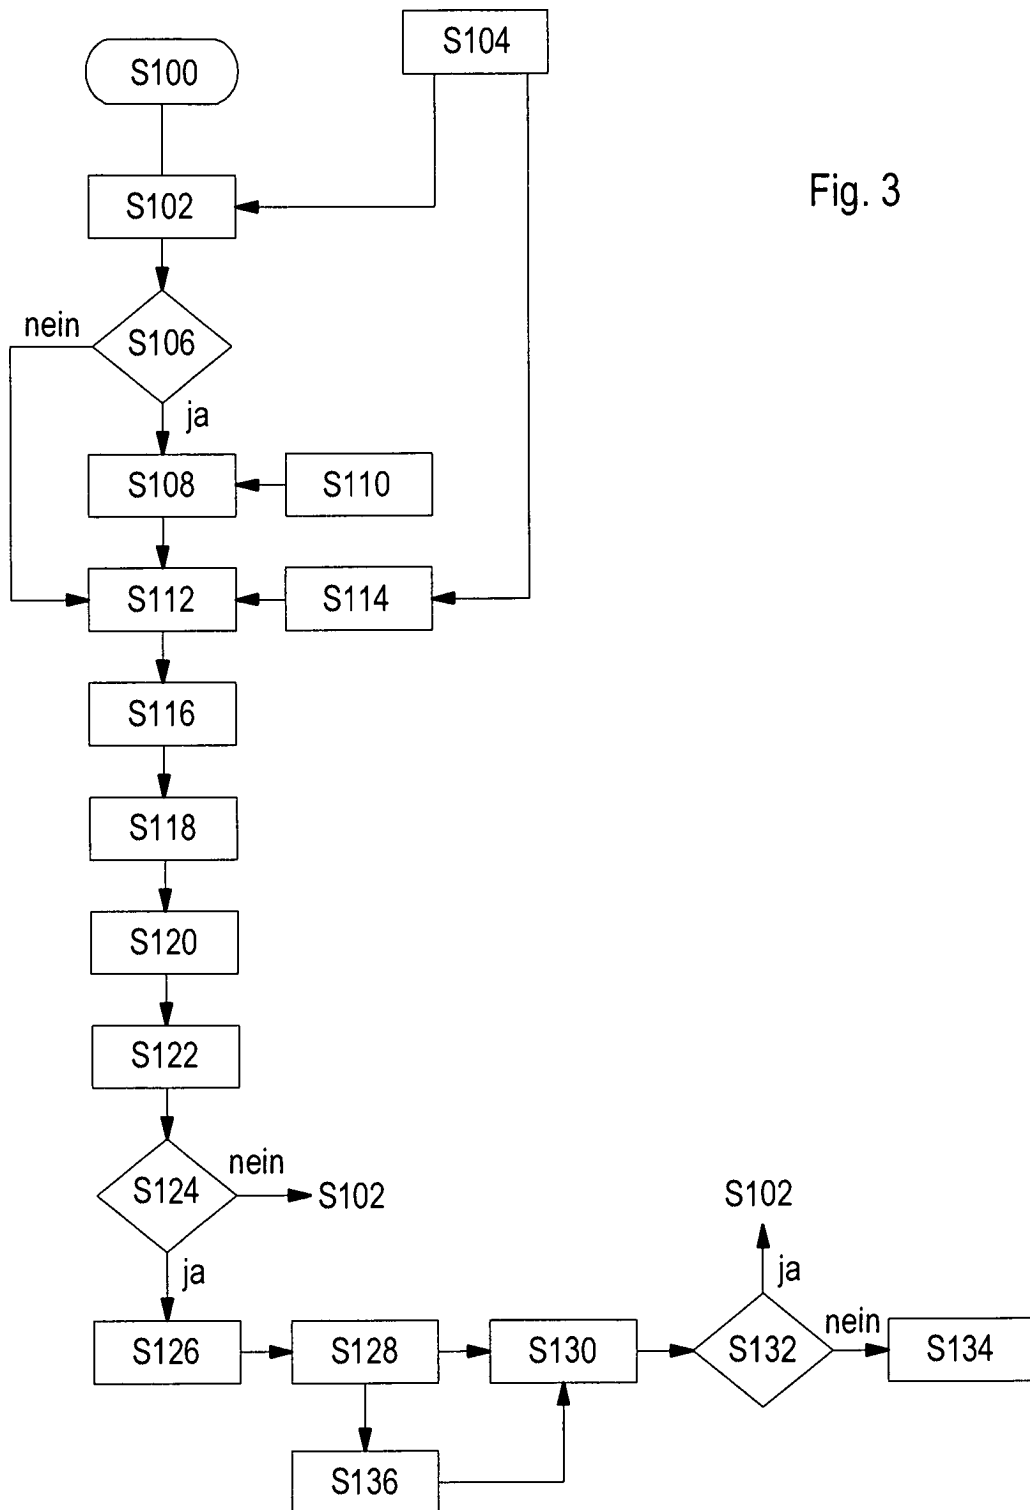 S104
S100
S102
Fig. 3
nein
S106
ja
S108
S110
S112
S114
S116
S118
S120
S122
S124
nein
S102
ja
S102
ja
S126
S128
S130
S132
nein
S134
S136